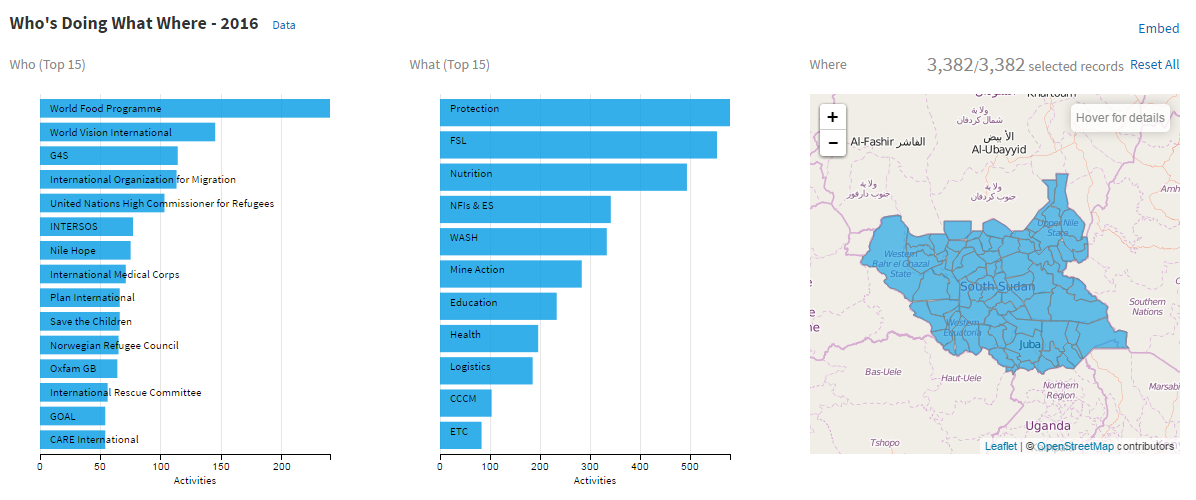 Who's Doing What Where - 2016 Data
Embed
Who (Top 15)
What (Top 15)
Where
3,382/3,382 selected records Reset All
World Food Programme
World Vision International
G4S
International Organization for Migration
United Nations High Commissioner for Refugees
INTERSOS
Nile Hope
International Medical Corps
Plan International
Save the Children
Norwegian Refugee Council
Oxfam GB
International Rescue Committee
GOAL
CARE International
0 50 100 150 200
Activities
Protection
FSL
Nutrition
NFIs & ES
WASH
Mine Action
Education
Health
Logistics
CCCM
ETC
0 100 200 300 400 500
Activities
+
-
Hover for details
ولاية
شمال كردفان
Al-Fashir الفاشر
الأبيض
Al-Ubayyid
ولاية
جنوب دارفور
ولاية
جنوب كردفان
Upper Nile
State
Western
Bahr el Ghazal
State
South Sudan
Southern
Nations
Western
Equatoria
Juba
Bas-Uele
Haut-Uele
Northern
Region
Marsabi
Uganda
Tshopo
Leaflet | © OpenStreetMap contributors